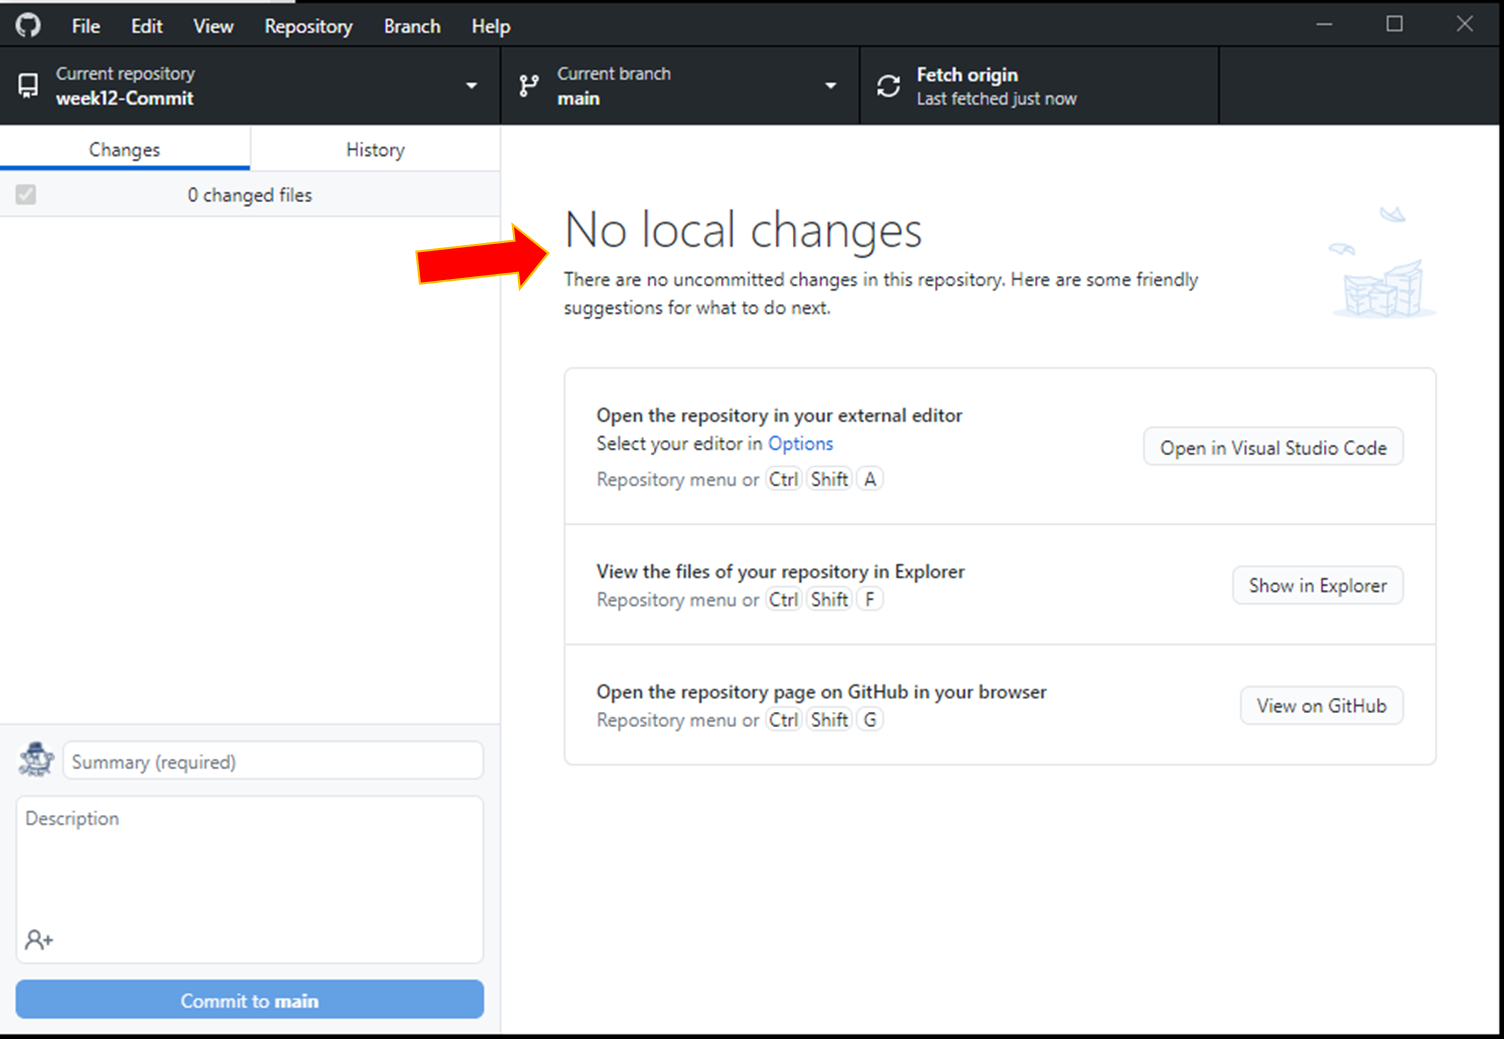 File Edit View Repository Branch Help
Current repository
week12-Commit
Current branch
main
Fetch origin
Last fetched just now
Changes
History
0 changed files
No local changes
There are no uncommitted changes in this repository. Here are some friendly
suggestions for what to do next.
Open the repository in your external editor
Select your editor in Options
Repository menu or Ctrl Shift A
Open in Visual Studio Code
View the files of your repository in Explorer
Repository menu or Ctrl Shift F
Show in Explorer
Open the repository page on GitHub in your browser
Repository menu or Ctrl Shift G
View on GitHub
Summary (required)
Description
Commit to main